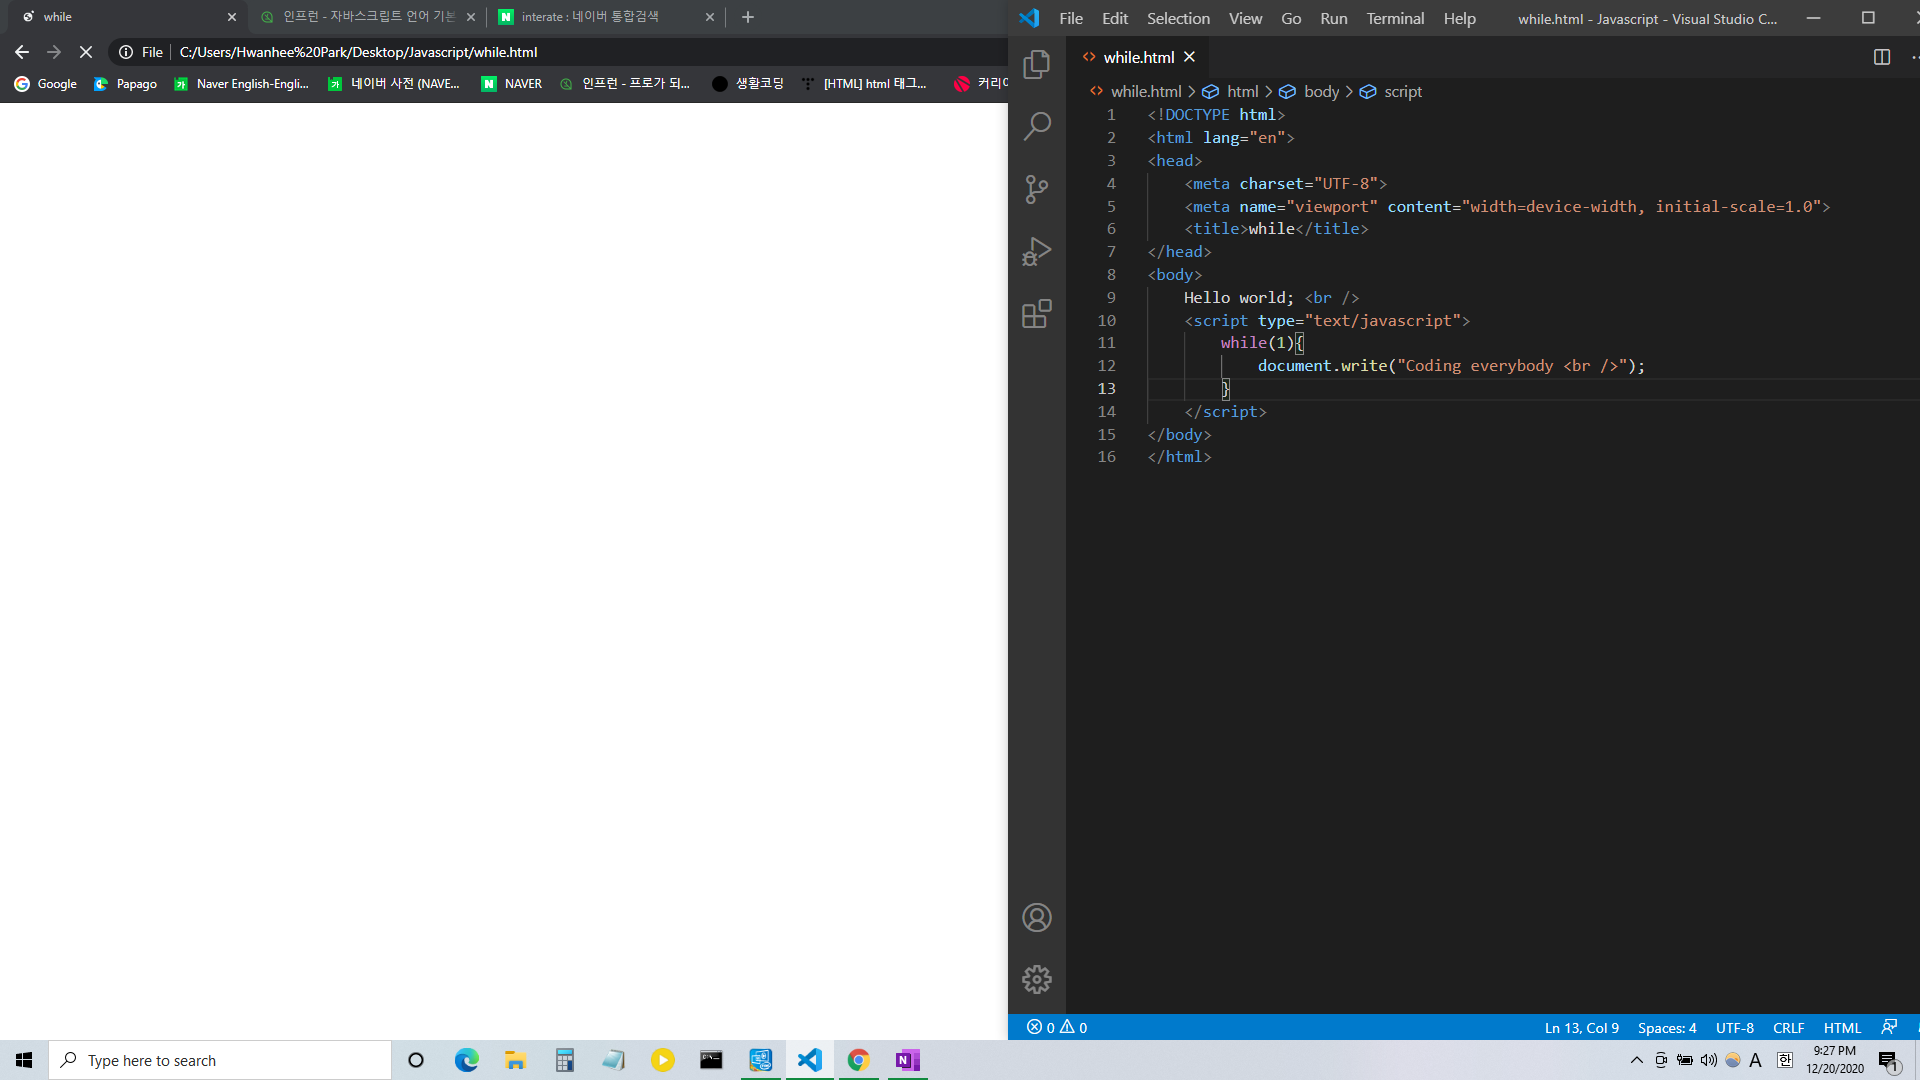 while
인프런 - 자바스크립트 언어 기본
interate : 네이버 통합검색
File C:/Users/Hwanhee%20Park/Desktop/Javascript/while.html
Google Papago Naver English-Engli... 네이버 사전 (NAVE... NAVER 인프런 - 프로가 되... 생활코딩 [HTML] html 태그... 커리어
File Edit Selection View Go Run Terminal Help while.html - Javascript - Visual Studio C...
while.html
while.html > html > body > script
1 <!DOCTYPE html>
2 <html lang="en">
3 <head>
4 <meta charset="UTF-8">
5 <meta name="viewport" content="width=device-width, initial-scale=1.0">
6 <title>while</title>
7 </head>
8 <body>
9 Hello world; <br />
10 <script type="text/javascript">
11 while(1){
12 document.write("Coding everybody <br />");
13 }
14 </script>
15 </body>
16 </html>
0 0 Ln 13, Col 9 Spaces: 4 UTF-8 CRLF HTML
Type here to search
A 한 9:27 PM
12/20/2020
1